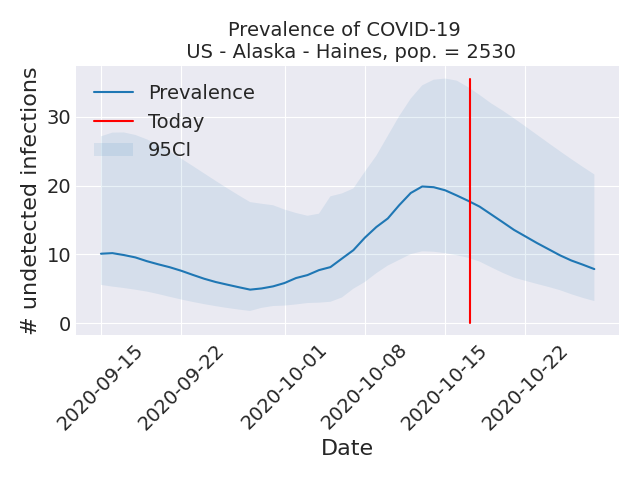 Prevalence of COVID-19
US - Alaska - Haines, pop. = 2530
Prevalence
Today
95CI
# undetected infections
30
20
10
0
2020-09-15
2020-09-22
2020-10-01
2020-10-08
2020-10-15
2020-10-22
Date